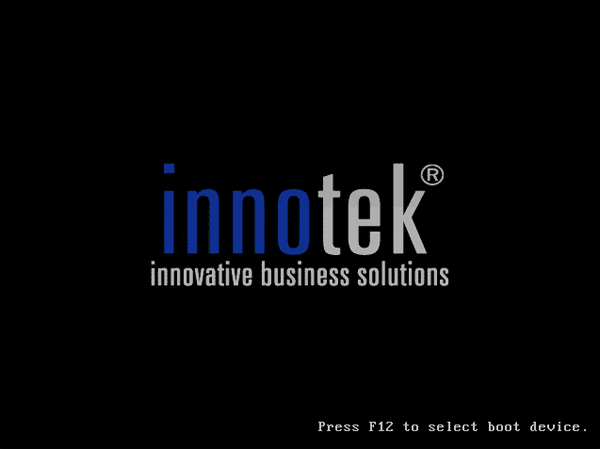 innotek®
innovative business solutions
Press F12 to select boot device.